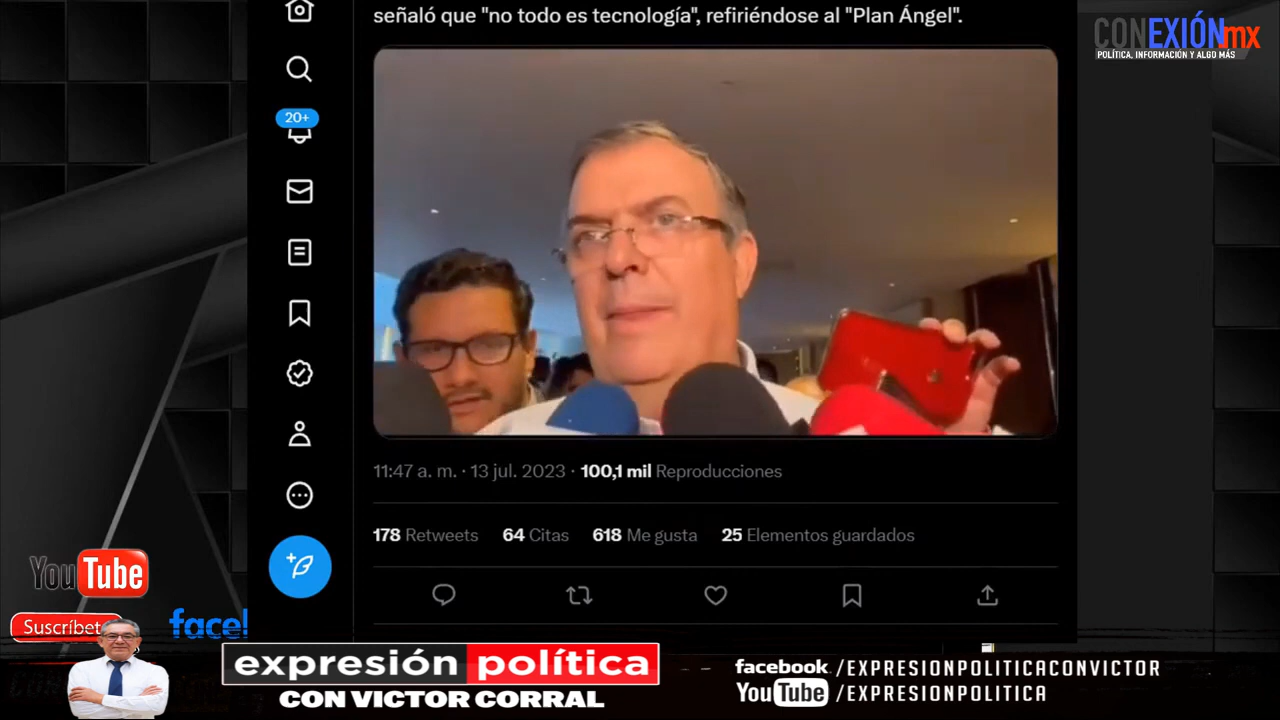 señaló que "no todo es tecnología", refiriéndose al "Plan Ángel".
CONEXIÓNmx
POLÍTICA, INFORMACIÓN Y ALGO MÁS
20+
11:47 a. m. · 13 jul. 2023 · 100,1 mil Reproducciones
178 Retweets 64 Citas 618 Me gusta 25 Elementos guardados
YouTube
Suscríbet
facel
expresión política
CON VICTOR CORRAL
facebook /EXPRESIONPOLITICACONVICTOR
YouTube /EXPRESIONPOLITICA